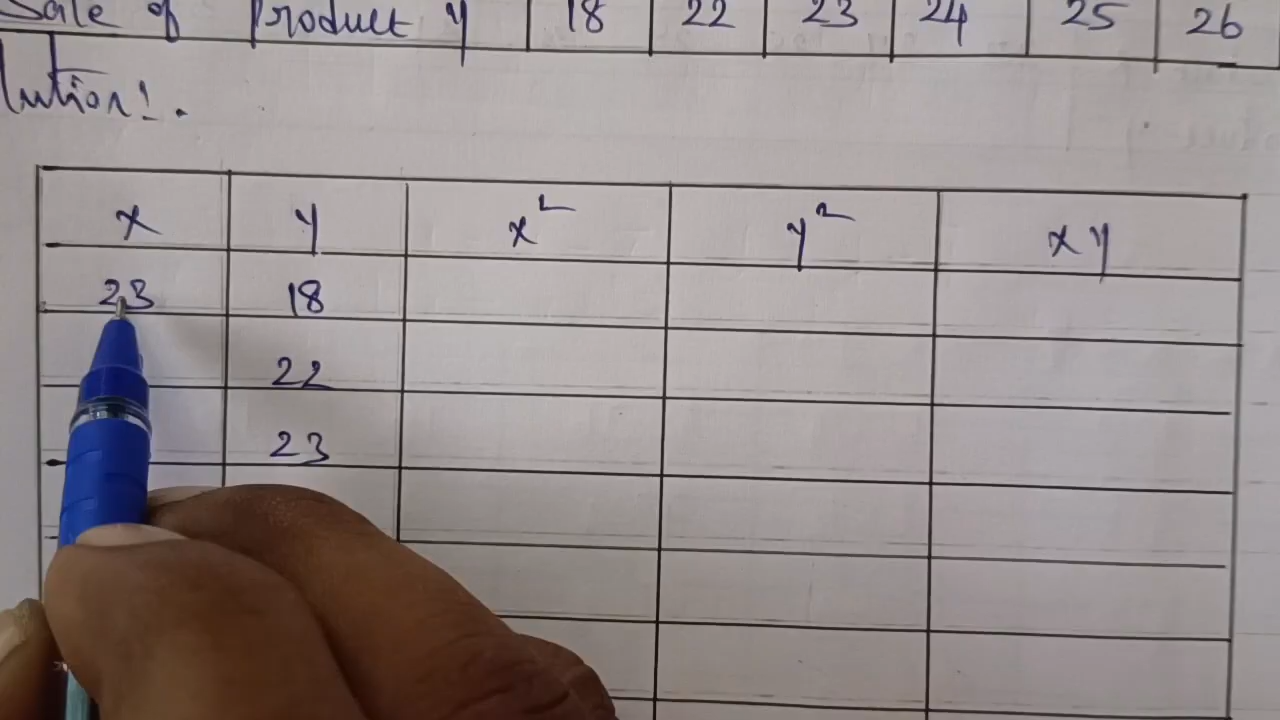 Sale of Product y 18 22 23 24 25 26
lution:.
x y x² y² xy
23 18
22
23